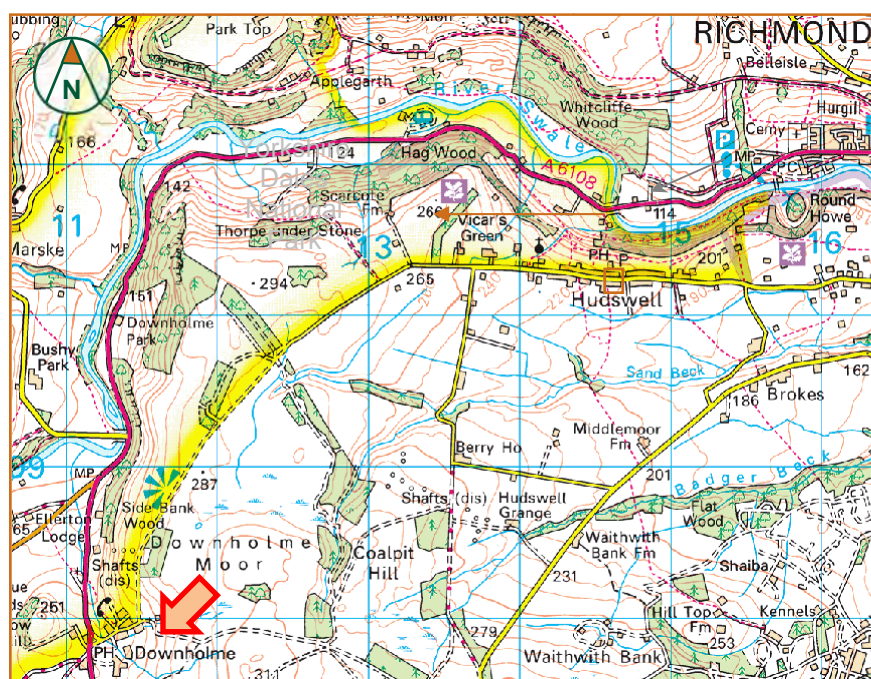 RICHMOND
Park Top
Applegarth
Belleisle
River Swale
Whitcliffe
Wood
Hurgill
Cemy
N
P
MP
166
124
Hag Wood
A 6108
142
Yorkshire
Dales
National
Park
Scarcote
Fm
266
114
Round
Howe
11
Vicar's
Green
15
Marske
MP
Thorpe under Stone
13
PH
P
201
16
294
265
Hudswell
151
Downholme
Park
Bushy
Park
Sand Beck
162
186
Brokes
Middlemoor
Fm
Berry Ho
09
(MP)
287
201
Badger Beck
Side Bank
Wood
Shafts (dis)
Hudswell
Grange
Flat
Wood
Ellerton
Lodge
Downholme
Moor
Coalpit
Hill
Waithwith
Bank Fm
Shafts
(dis)
Shaiba
231
251
Hill Top
Fm
Kennels
279
253
PH
Downholme
311
Waithwith Bank